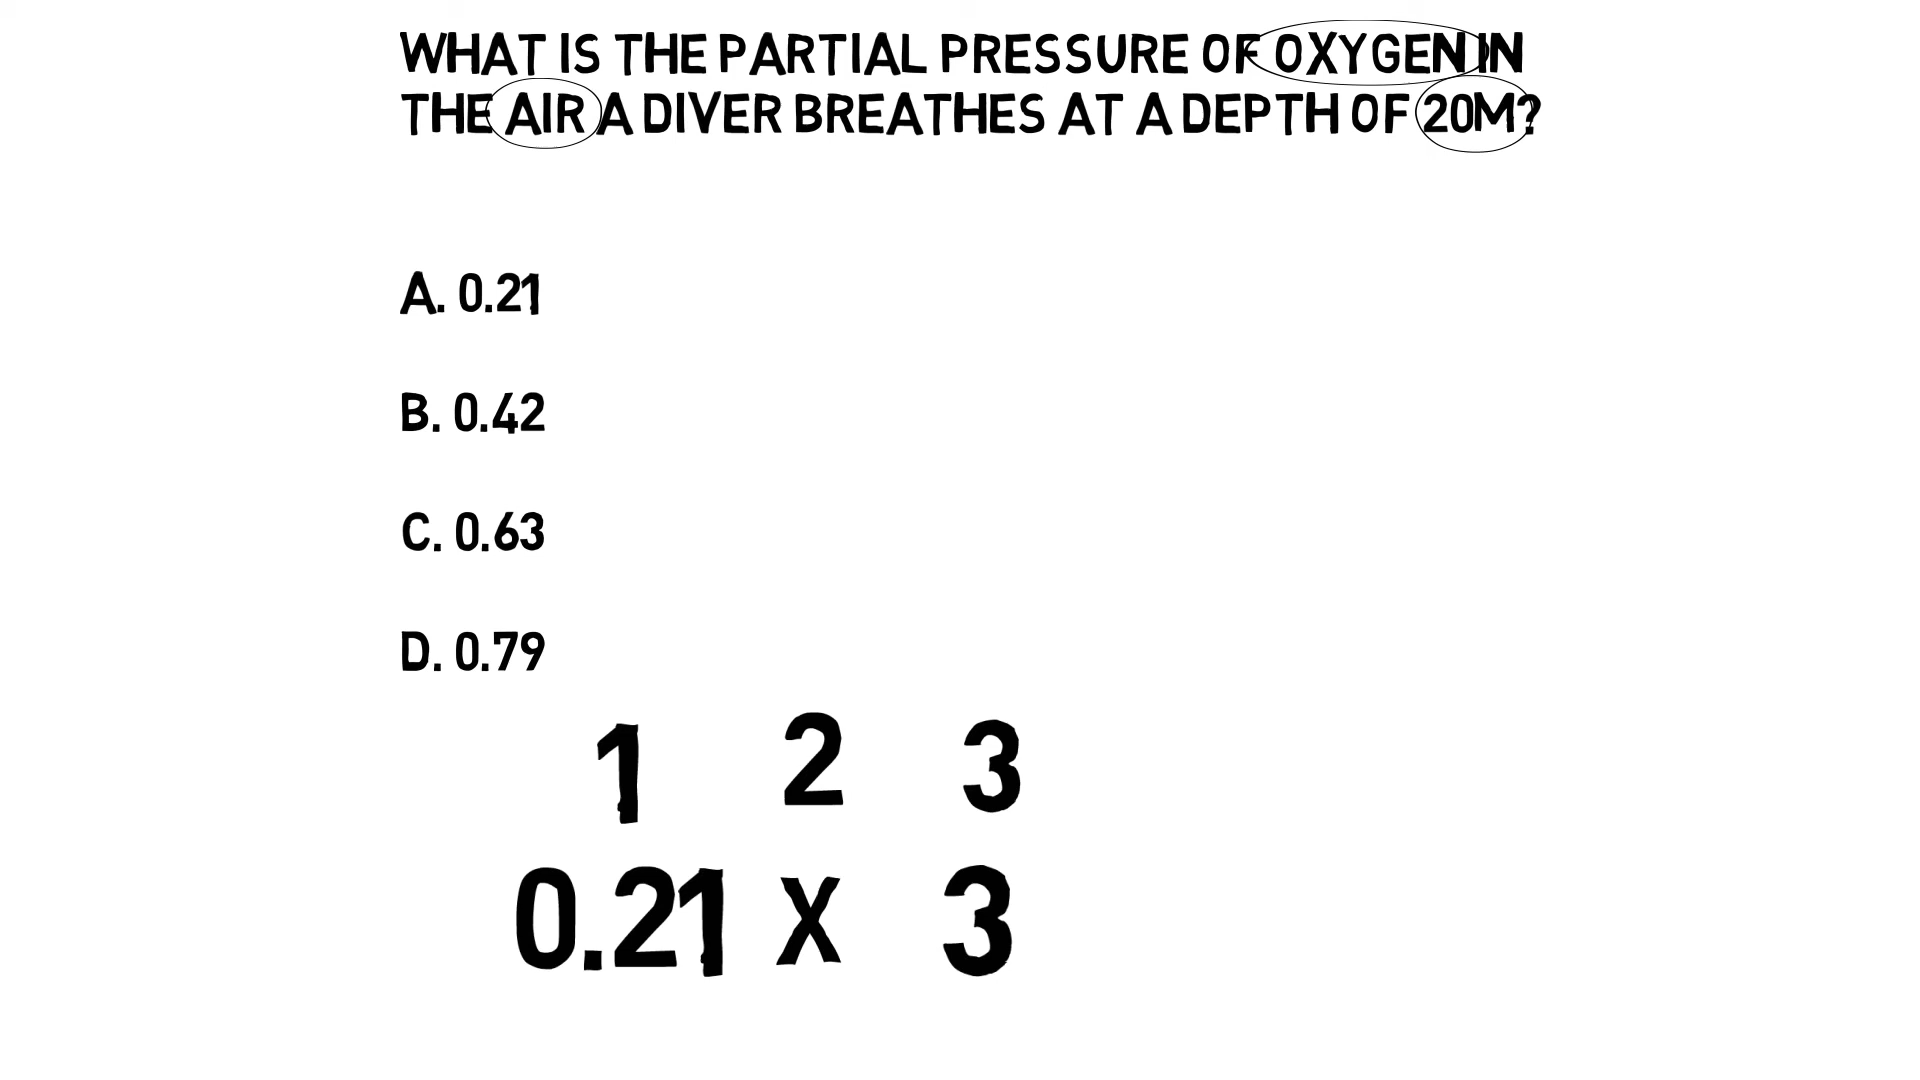 WHAT IS THE PARTIAL PRESSURE OF OXYGEN IN
THE AIR A DIVER BREATHES AT A DEPTH OF 20M?
A. 0.21
B. 0.42
C. 0.63
D. 0.79
1 2 3
0.21 X 3